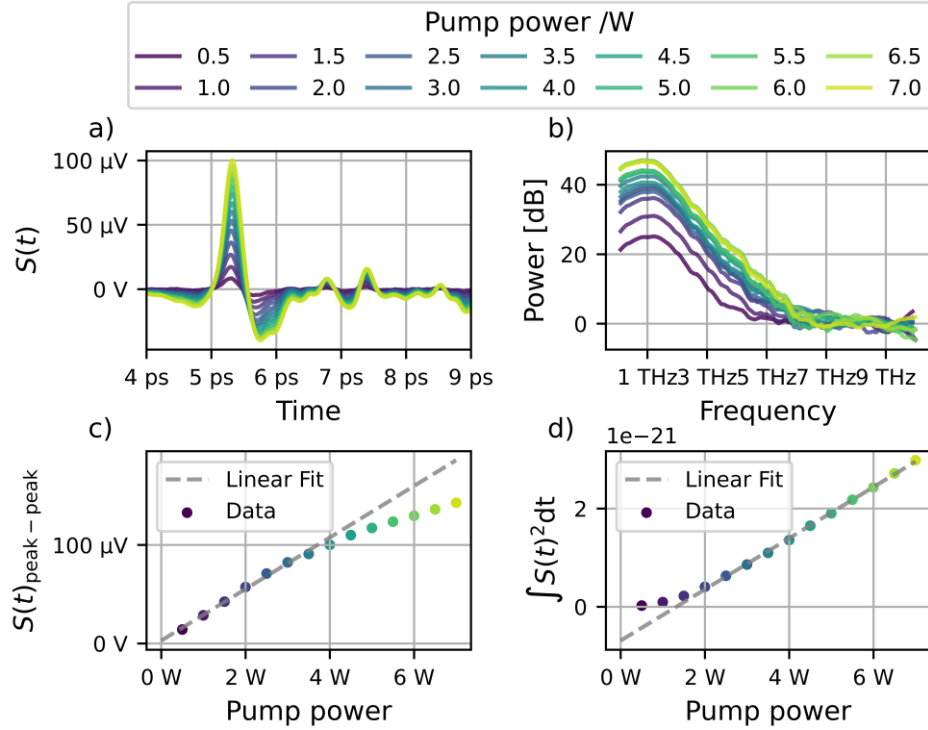 Pump power /W
0.5 1.5 2.5 3.5 4.5 5.5 6.5
1.0 2.0 3.0 4.0 5.0 6.0 7.0
a)
100 µV
50 µV
0 V
S(t)
4 ps 5 ps 6 ps 7 ps 8 ps 9 ps
Time
b)
40
20
0
Power [dB]
1 THz3 THz5 THz7 THz9 THz
Frequency
c)
Linear Fit
Data
100 µV
0 V
S(t)peak−peak
0 W 2 W 4 W 6 W
Pump power
d)
1e−21
Linear Fit
Data
2
0
∫S(t)²dt
0 W 2 W 4 W 6 W
Pump power